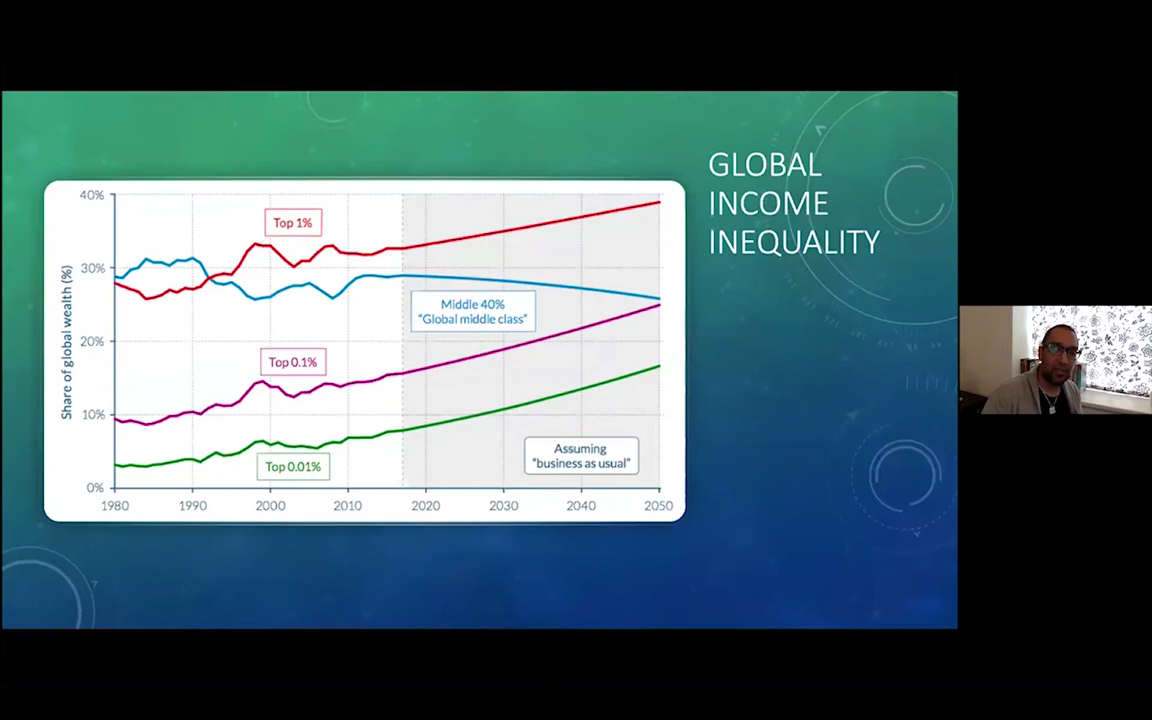 GLOBAL
INCOME
INEQUALITY
Share of global wealth (%)
40%
30%
20%
10%
0%
Top 1%
Middle 40%
“Global middle class”
Top 0.1%
Top 0.01%
Assuming
“business as usual”
1980
1990
2000
2010
2020
2030
2040
2050